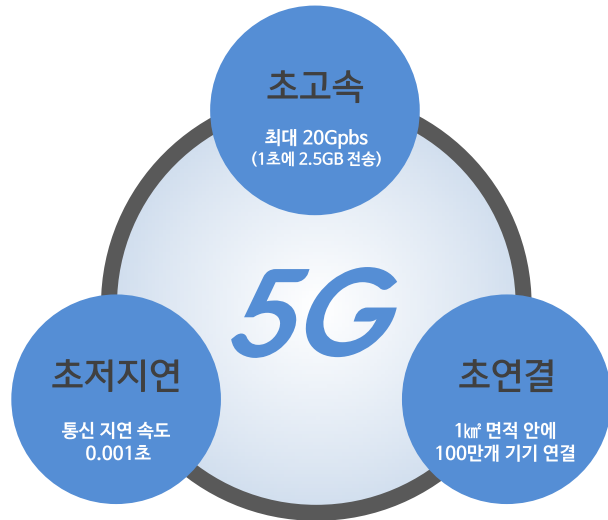 초고속
최대 20Gpbs
(1초에 2.5GB 전송)
5G
초저지연
통신 지연 속도
0.001초
초연결
1㎢ 면적 안에
100만개 기기 연결